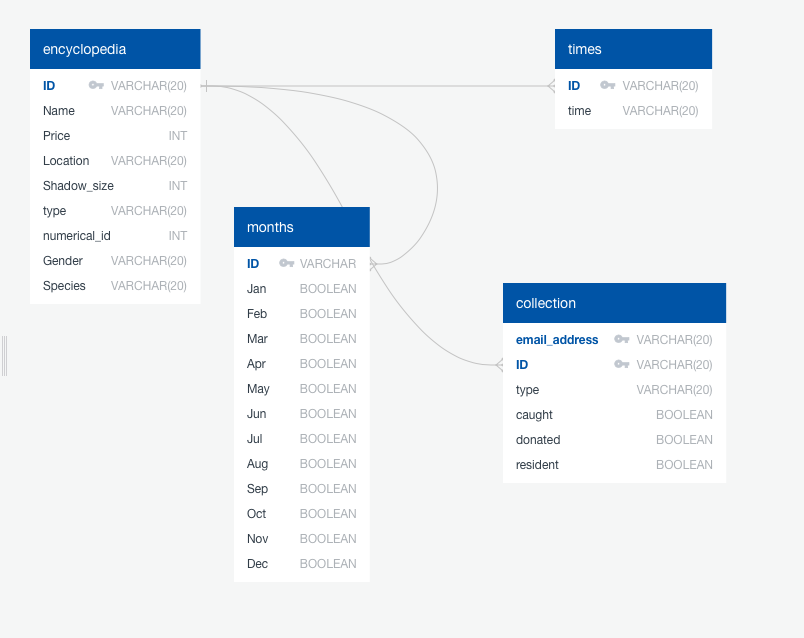 encyclopedia
ID VARCHAR(20)
Name VARCHAR(20)
Price INT
Location VARCHAR(20)
Shadow_size INT
type VARCHAR(20)
numerical_id INT
Gender VARCHAR(20)
Species VARCHAR(20)
times
ID VARCHAR(20)
time VARCHAR(20)
months
ID VARCHAR
Jan BOOLEAN
Feb BOOLEAN
Mar BOOLEAN
Apr BOOLEAN
May BOOLEAN
Jun BOOLEAN
Jul BOOLEAN
Aug BOOLEAN
Sep BOOLEAN
Oct BOOLEAN
Nov BOOLEAN
Dec BOOLEAN
collection
email_address VARCHAR(20)
ID VARCHAR(20)
type VARCHAR(20)
caught BOOLEAN
donated BOOLEAN
resident BOOLEAN